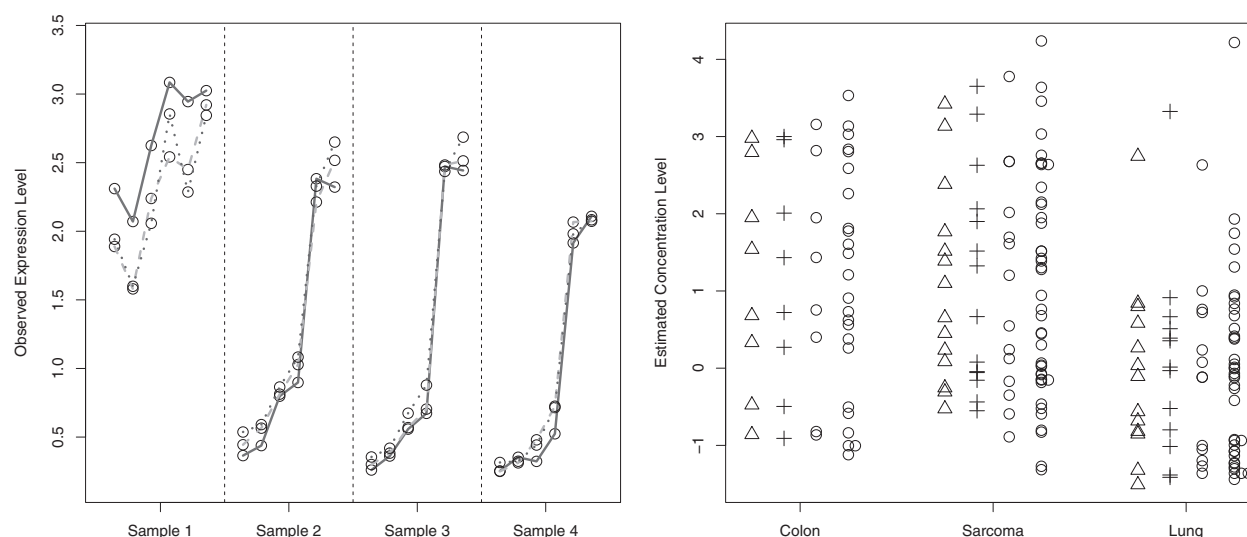 Observed Expression Level
3.5
3.0
2.5
2.0
1.5
1.0
0.5
Sample 1
Sample 2
Sample 3
Sample 4
Estimated Concentration Level
4
3
2
1
0
−1
Colon
Sarcoma
Lung